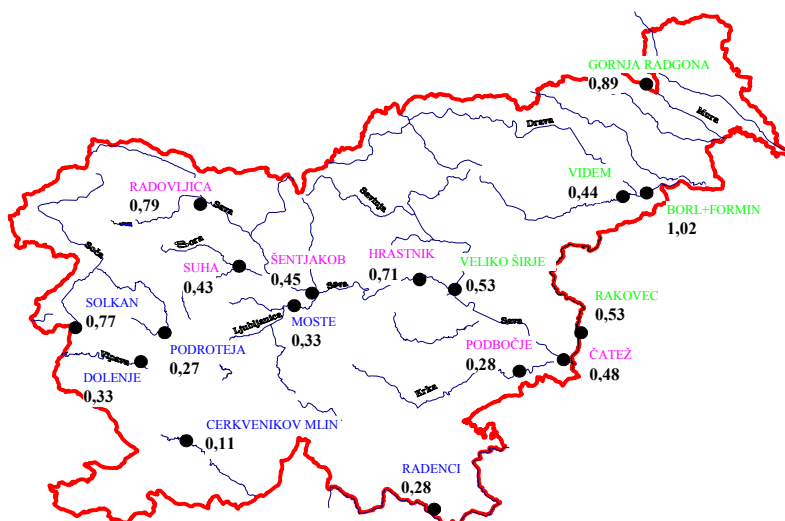 GORNJA RADGONA
0,89
Mura
Drava
VIDEM
0,44
BORL+FORMIN
1,02
RADOVLJICA
0,79
Sava
Savinja
Sora
Soča
SUHA
0,43
ŠENTJAKOB
0,45
Sava
HRASTNIK
0,71
VELIKO ŠIRJE
0,53
SOLKAN
0,77
Ljubljanica
MOSTE
0,33
Sava
RAKOVEC
0,53
PODROTEJA
0,27
Vipava
DOLENJE
0,33
PODBOČJE
0,28
ČATEŽ
0,48
Krka
CERKVENIKOV MLIN
0,11
RADENCI
0,28